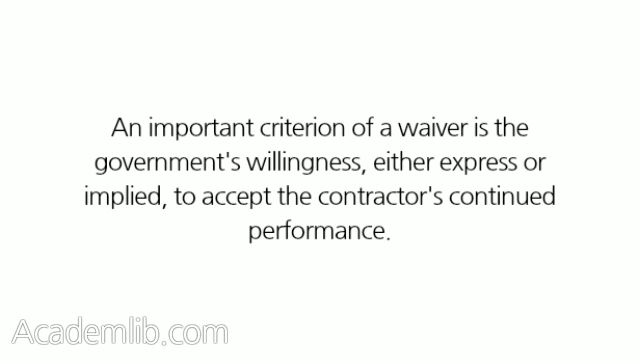 An important criterion of a waiver is the
government's willingness, either express or
implied, to accept the contractor's continued
performance.
Academlib.com